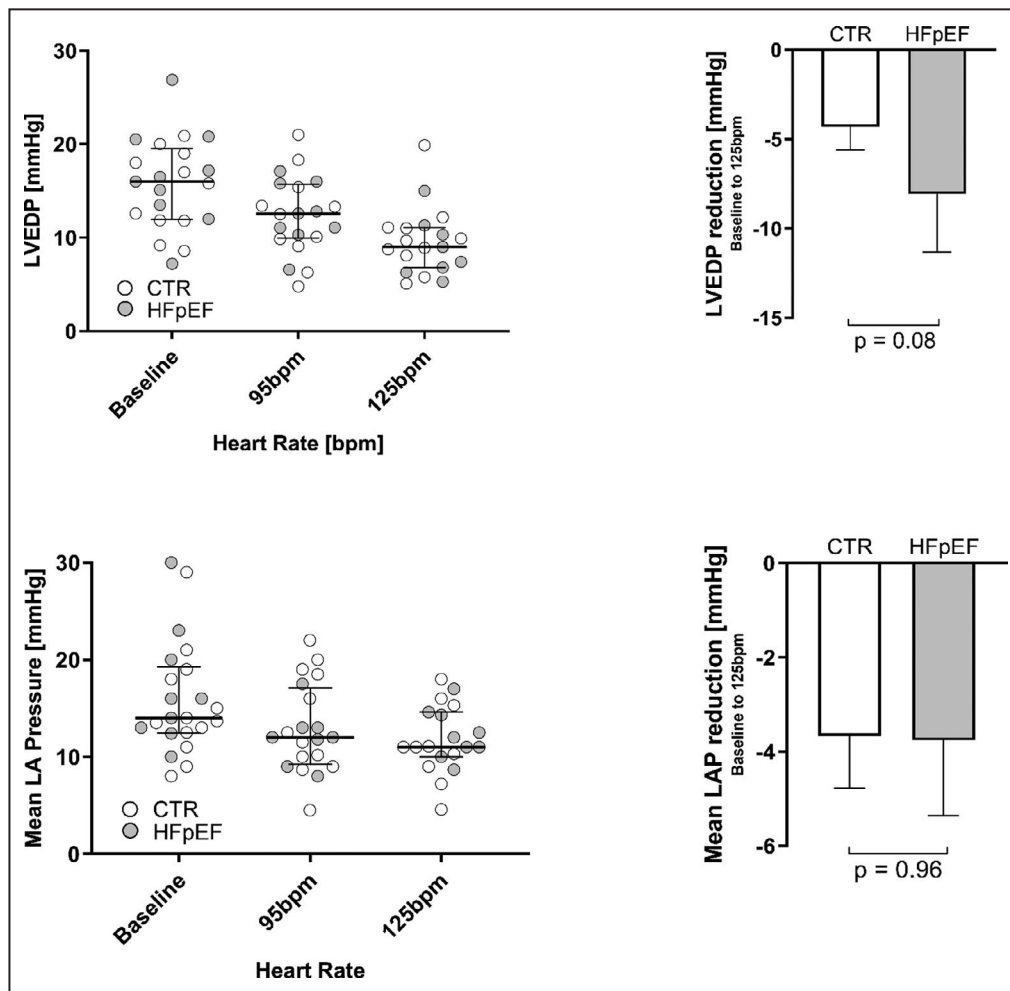 30
20
10
0
LVEDP [mmHg]
CTR
HFpEF
Baseline
95bpm
125bpm
Heart Rate [bpm]
CTR HFpEF
0
-5
-10
-15
LVEDP reduction [mmHg]
Baseline to 125bpm
p = 0.08
30
20
10
0
Mean LA Pressure [mmHg]
CTR
HFpEF
Baseline
95bpm
125bpm
Heart Rate
CTR HFpEF
0
-2
-4
-6
Mean LAP reduction [mmHg]
Baseline to 125bpm
p = 0.96